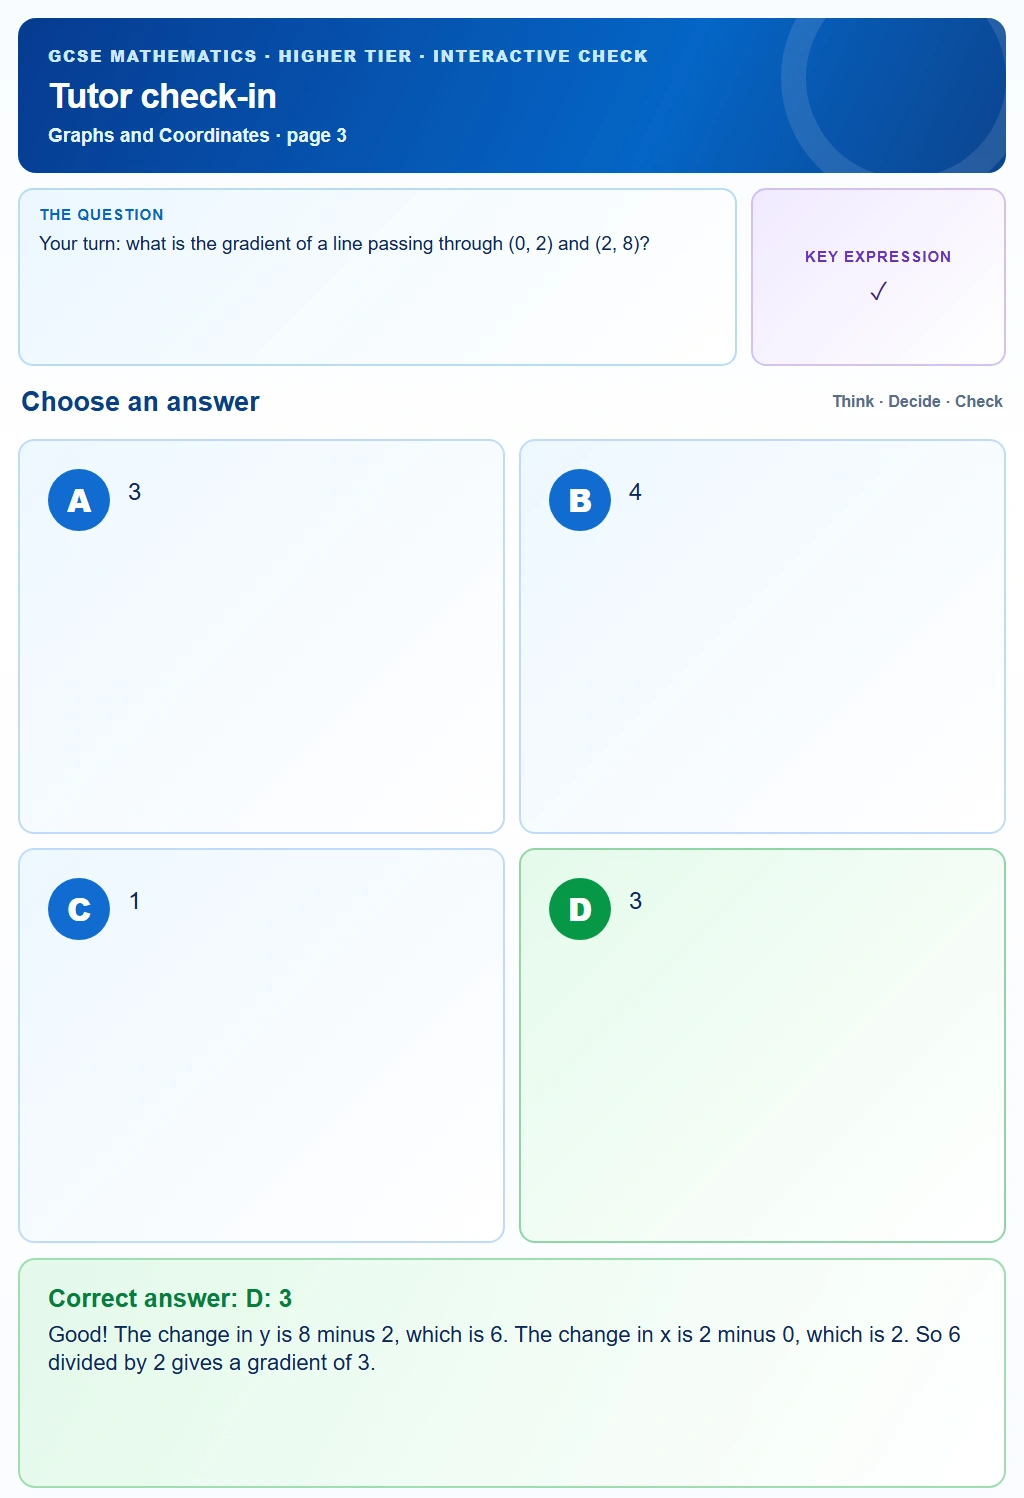 GCSE MATHEMATICS · HIGHER TIER · INTERACTIVE CHECK
Tutor check-in
Graphs and Coordinates · page 3
THE QUESTION
Your turn: what is the gradient of a line passing through (0, 2) and (2, 8)?
KEY EXPRESSION
✓
Choose an answer
Think · Decide · Check
A 3
B 4
C 1
D 3
Correct answer: D: 3
Good! The change in y is 8 minus 2, which is 6. The change in x is 2 minus 0, which is 2. So 6
divided by 2 gives a gradient of 3.